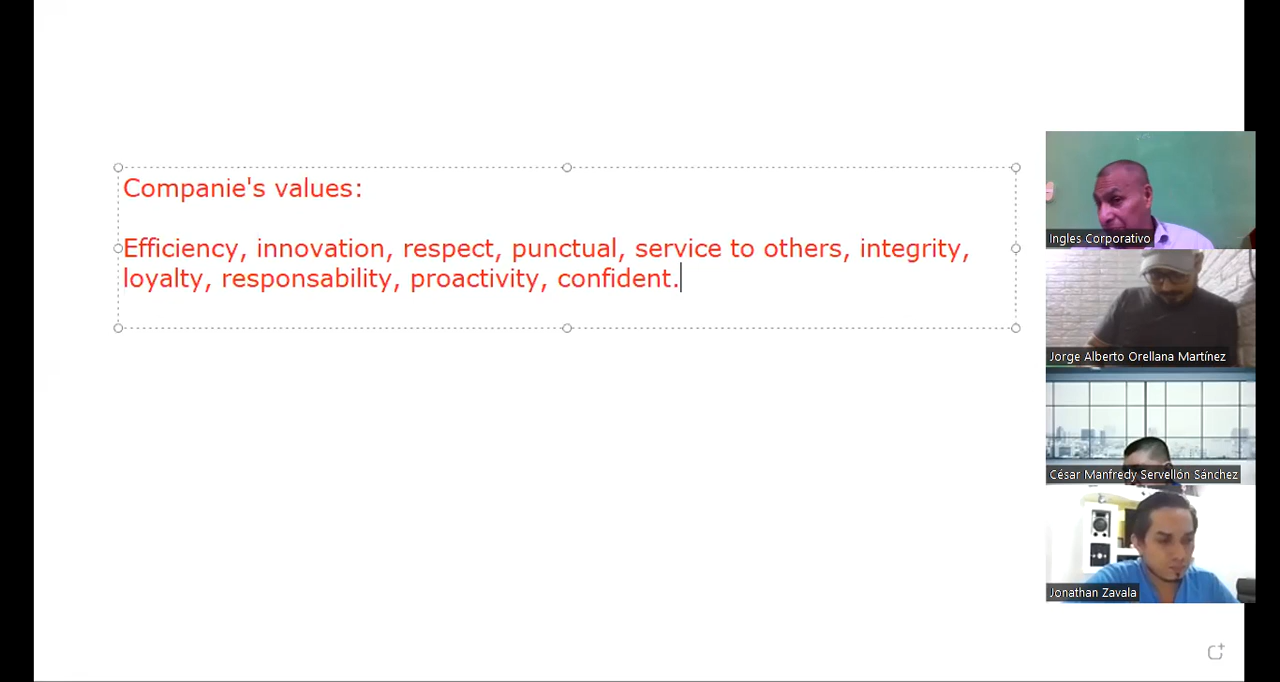 Companie's values:
Efficiency, innovation, respect, punctual, service to others, integrity,
loyalty, responsability, proactivity, confident.
Ingles Corporativo
Jorge Alberto Orellana Martínez
César Manfredy Servellón Sánchez
Jonathan Zavala